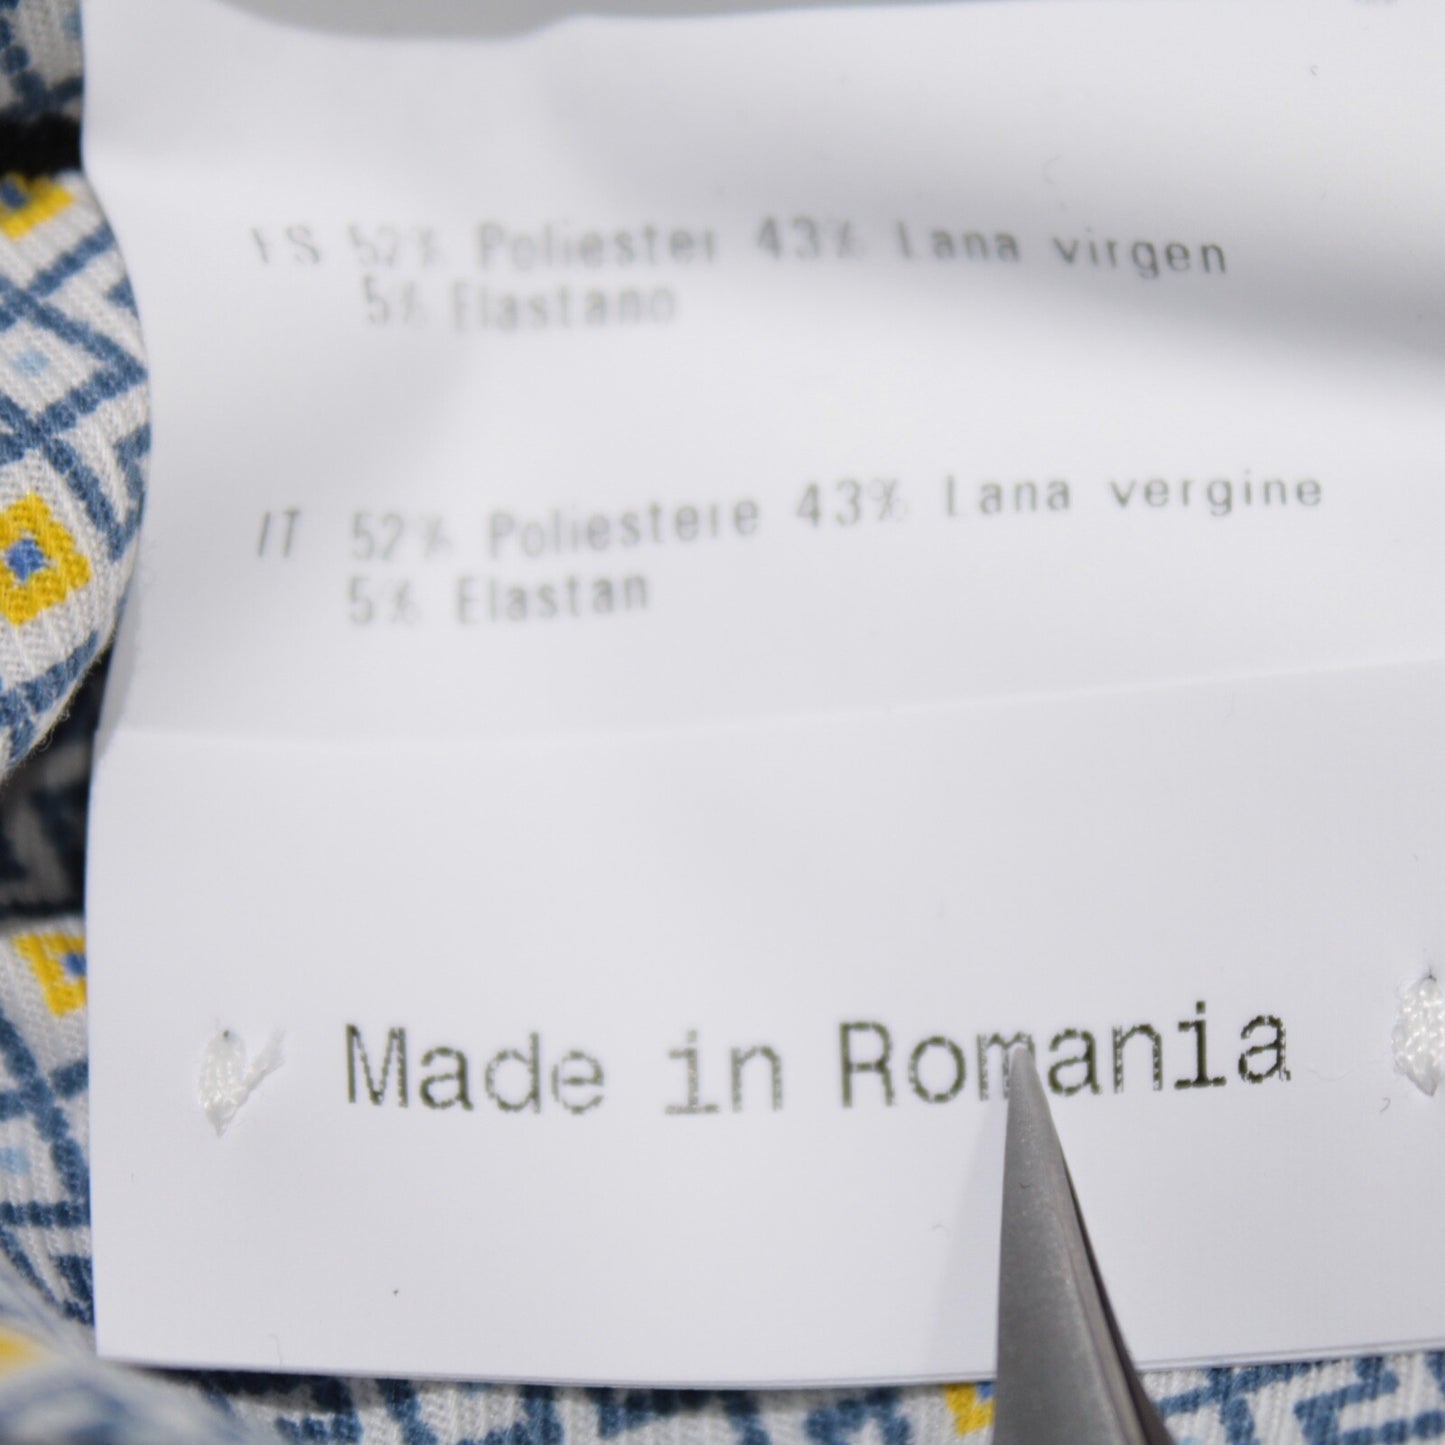 ES 52% Poliester 43% Lana virgen
5% Elastano
IT 52% Poliestere 43% Lana vergine
5% Elastan
Made in Romania